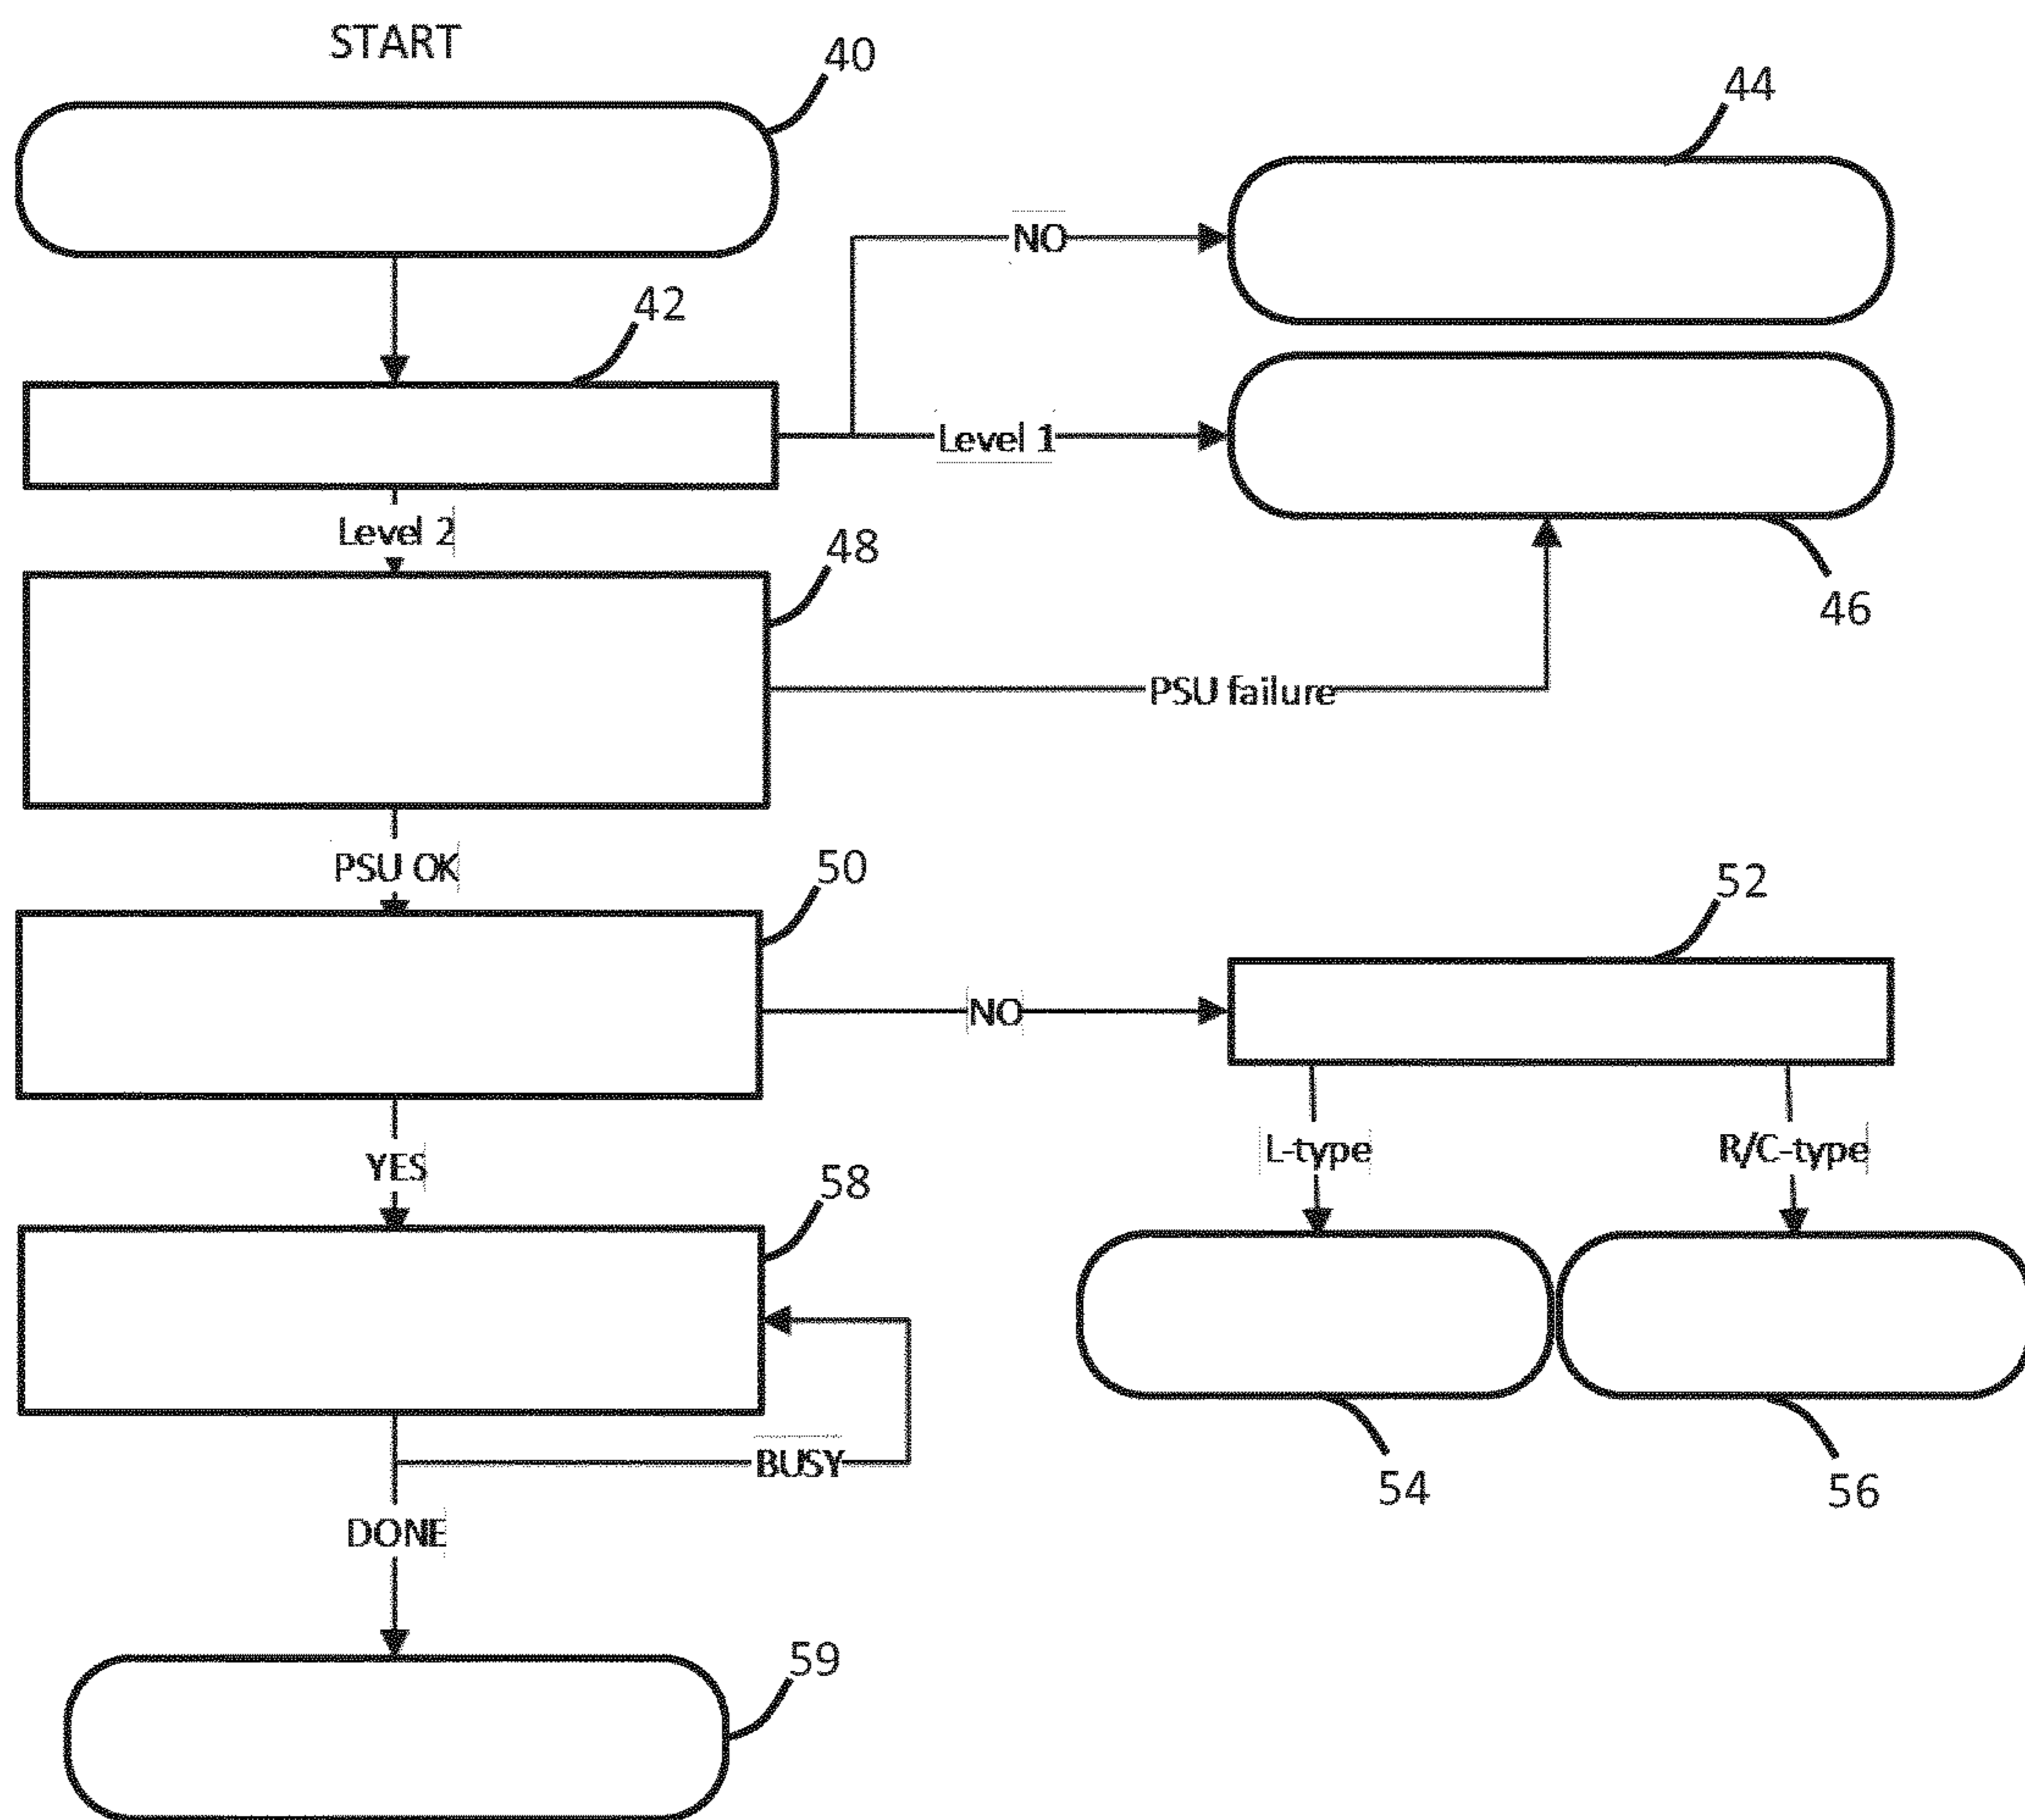 START
40
44
NO
42
Level 1
Level 2
48
46
PSU failure
PSU OK
50
52
NO
L-type
R/C-type
YES
58
BUSY
54
56
DONE
59